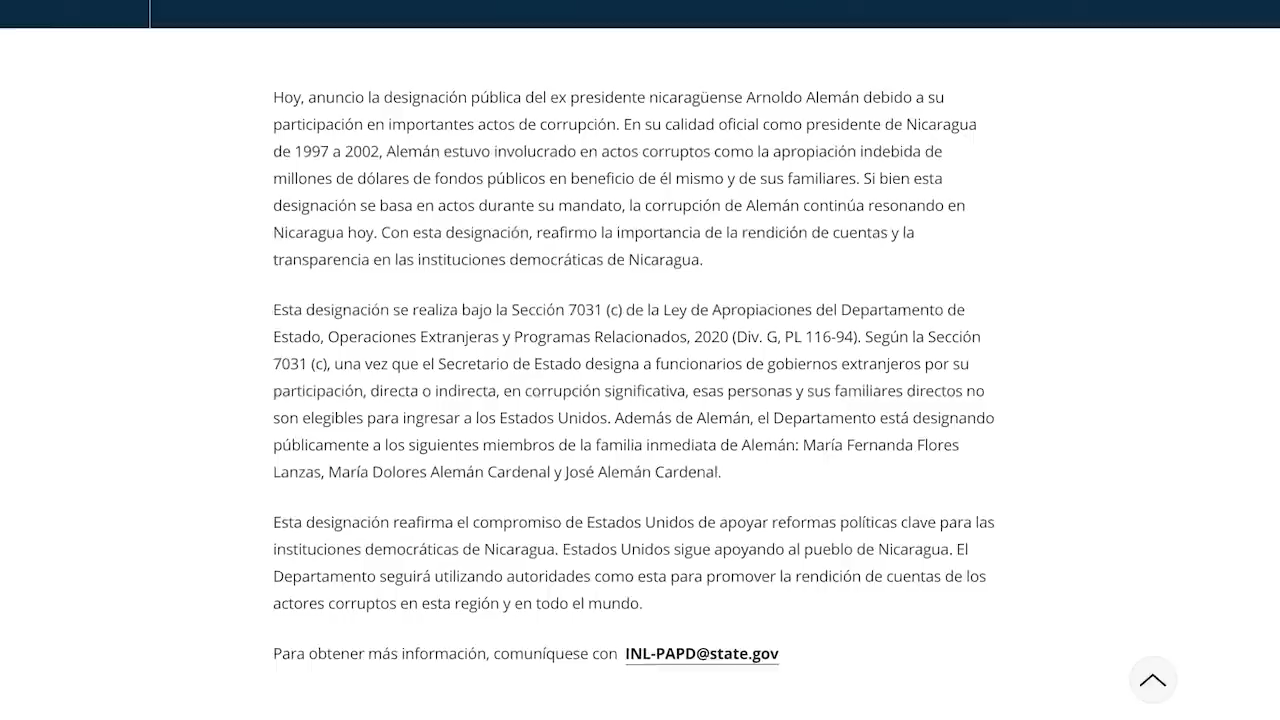 Hoy, anuncio la designación pública del ex presidente nicaragüense Arnoldo Alemán debido a su
participación en importantes actos de corrupción. En su calidad oficial como presidente de Nicaragua
de 1997 a 2002, Alemán estuvo involucrado en actos corruptos como la apropiación indebida de
millones de dólares de fondos públicos en beneficio de él mismo y de sus familiares. Si bien esta
designación se basa en actos durante su mandato, la corrupción de Alemán continúa resonando en
Nicaragua hoy. Con esta designación, reafirmo la importancia de la rendición de cuentas y la
transparencia en las instituciones democráticas de Nicaragua.
Esta designación se realiza bajo la Sección 7031 (c) de la Ley de Apropiaciones del Departamento de
Estado, Operaciones Extranjeras y Programas Relacionados, 2020 (Div. G, PL 116-94). Según la Sección
7031 (c), una vez que el Secretario de Estado designa a funcionarios de gobiernos extranjeros por su
participación, directa o indirecta, en corrupción significativa, esas personas y sus familiares directos no
son elegibles para ingresar a los Estados Unidos. Además de Alemán, el Departamento está designando
públicamente a los siguientes miembros de la familia inmediata de Alemán: María Fernanda Flores
Lanzas, María Dolores Alemán Cardenal y José Alemán Cardenal.
Esta designación reafirma el compromiso de Estados Unidos de apoyar reformas políticas clave para las
instituciones democráticas de Nicaragua. Estados Unidos sigue apoyando al pueblo de Nicaragua. El
Departamento seguirá utilizando autoridades como esta para promover la rendición de cuentas de los
actores corruptos en esta región y en todo el mundo.
Para obtener más información, comuníquese con INL-PAPD@state.gov